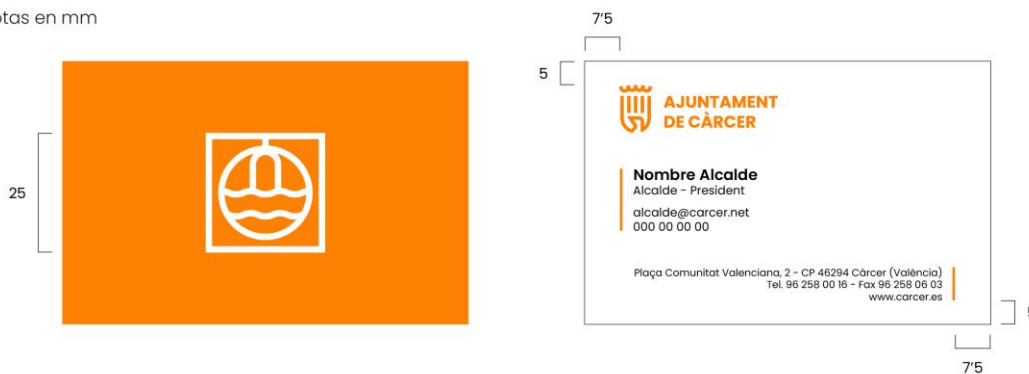 en mm
25
7'5
5
AJUNTAMENT
DE CÀRCER
Nombre Alcalde
Alcalde - President
alcalde@carcer.net
000 00 00 00
Plaça Comunitat Valenciana, 2 - CP 46294 Càrcer (València)
Tel. 96 258 00 16 - Fax 96 258 06 03
www.carcer.es
7'5